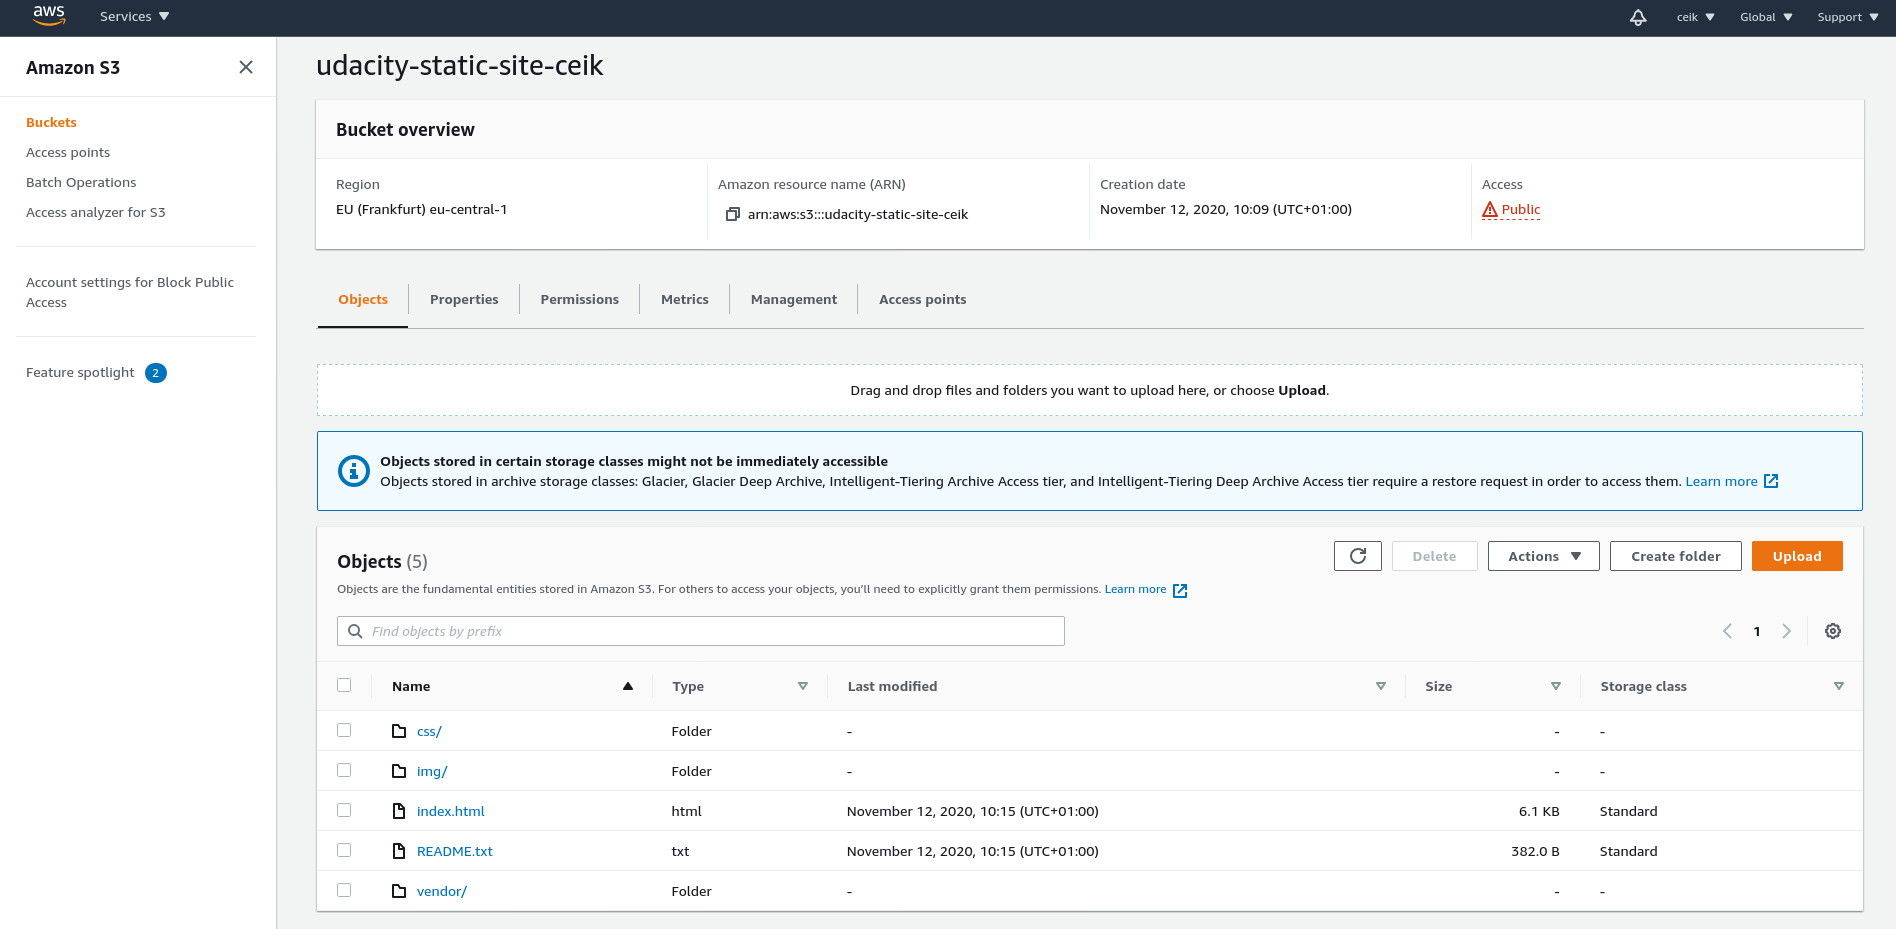 aws Services ceik Global Support
Amazon S3
Buckets
Access points
Batch Operations
Access analyzer for S3
Account settings for Block Public
Access
Feature spotlight 2
udacity-static-site-ceik
Bucket overview
Region
EU (Frankfurt) eu-central-1
Amazon resource name (ARN)
arn:aws:s3:::udacity-static-site-ceik
Creation date
November 12, 2020, 10:09 (UTC+01:00)
Access
Public
Objects Properties Permissions Metrics Management Access points
Drag and drop files and folders you want to upload here, or choose Upload.
Objects stored in certain storage classes might not be immediately accessible
Objects stored in archive storage classes: Glacier, Glacier Deep Archive, Intelligent-Tiering Archive Access tier, and Intelligent-Tiering Deep Archive Access tier require a restore request in order to access them. Learn more
Objects (5)
Delete Actions Create folder Upload
Objects are the fundamental entities stored in Amazon S3. For others to access your objects, you'll need to explicitly grant them permissions. Learn more
Find objects by prefix
1
Name Type Last modified Size Storage class
css/ Folder - - -
img/ Folder - - -
index.html html November 12, 2020, 10:15 (UTC+01:00) 6.1 KB Standard
README.txt txt November 12, 2020, 10:15 (UTC+01:00) 382.0 B Standard
vendor/ Folder - - -